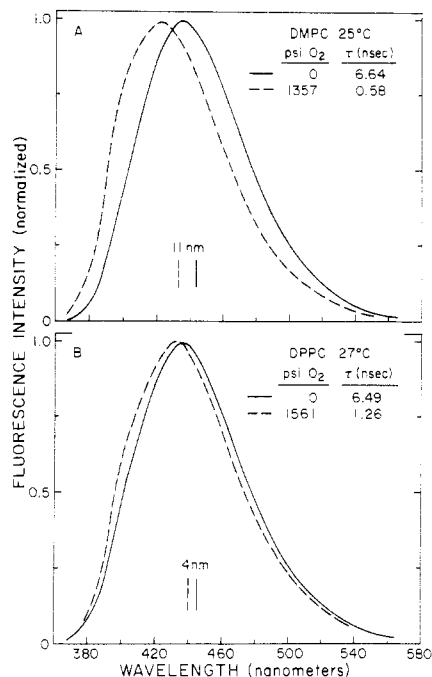 A
DMPC 25°C
psi O₂ τ (nsec)
0 6.64
1357 0.58
1.0
0.5
0
11 nm
B
DPPC 27°C
psi O₂ τ (nsec)
0 6.49
1561 1.26
1.0
0.5
0
4nm
FLUORESCENCE INTENSITY (normalized)
380 420 460 500 540 580
WAVELENGTH (nanometers)